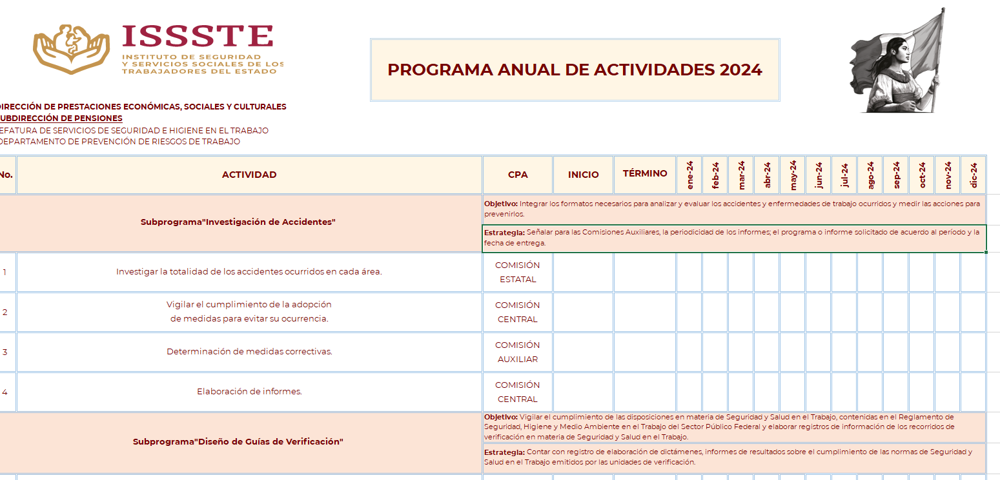 ISSSTE
INSTITUTO DE SEGURIDAD
Y SERVICIOS SOCIALES DE LOS
TRABAJADORES DEL ESTADO
PROGRAMA ANUAL DE ACTIVIDADES 2024
DIRECCIÓN DE PRESTACIONES ECONÓMICAS, SOCIALES Y CULTURALES
UBDIRECCIÓN DE PENSIONES
EFATURA DE SERVICIOS DE SEGURIDAD E HIGIENE EN EL TRABAJO
DEPARTAMENTO DE PREVENCIÓN DE RIESGOS DE TRABAJO
No.
ACTIVIDAD
CPA
INICIO
TÉRMINO
ene-24
feb-24
mar-24
abr-24
may-24
jun-24
jul-24
ago-24
sep-24
oct-24
nov-24
dic-24
Subprograma"Investigación de Accidentes"
Objetivo: Integrar los formatos necesarios para analizar y evaluar los accidentes y enfermedades de trabajo ocurridos y medir las acciones para
prevenirlos.
Estrategia: Señalar para las Comisiones Auxiliares, la periodicidad de los informes; el programa o informe solicitado de acuerdo al período y la
fecha de entrega.
1
Investigar la totalidad de los accidentes ocurridos en cada área.
COMISIÓN
ESTATAL
2
Vigilar el cumplimiento de la adopción
de medidas para evitar su ocurrencia.
COMISIÓN
CENTRAL
3
Determinación de medidas correctivas.
COMISIÓN
AUXILIAR
4
Elaboración de informes.
COMISIÓN
CENTRAL
Subprograma"Diseño de Guías de Verificación"
Objetivo: Vigilar el cumplimiento de las disposiciones en materia de Seguridad y Salud en el Trabajo, contenidas en el Reglamento de
Seguridad, Higiene y Medio Ambiente en el Trabajo del Sector Público Federal y elaborar registros de información de los recorridos de
verificación en materia de Seguridad y Salud en el Trabajo.
Estrategia: Contar con registro de elaboración de dictámenes, informes de resultados sobre el cumplimiento de las normas de Seguridad y
Salud en el Trabajo emitidos por las unidades de verificación.